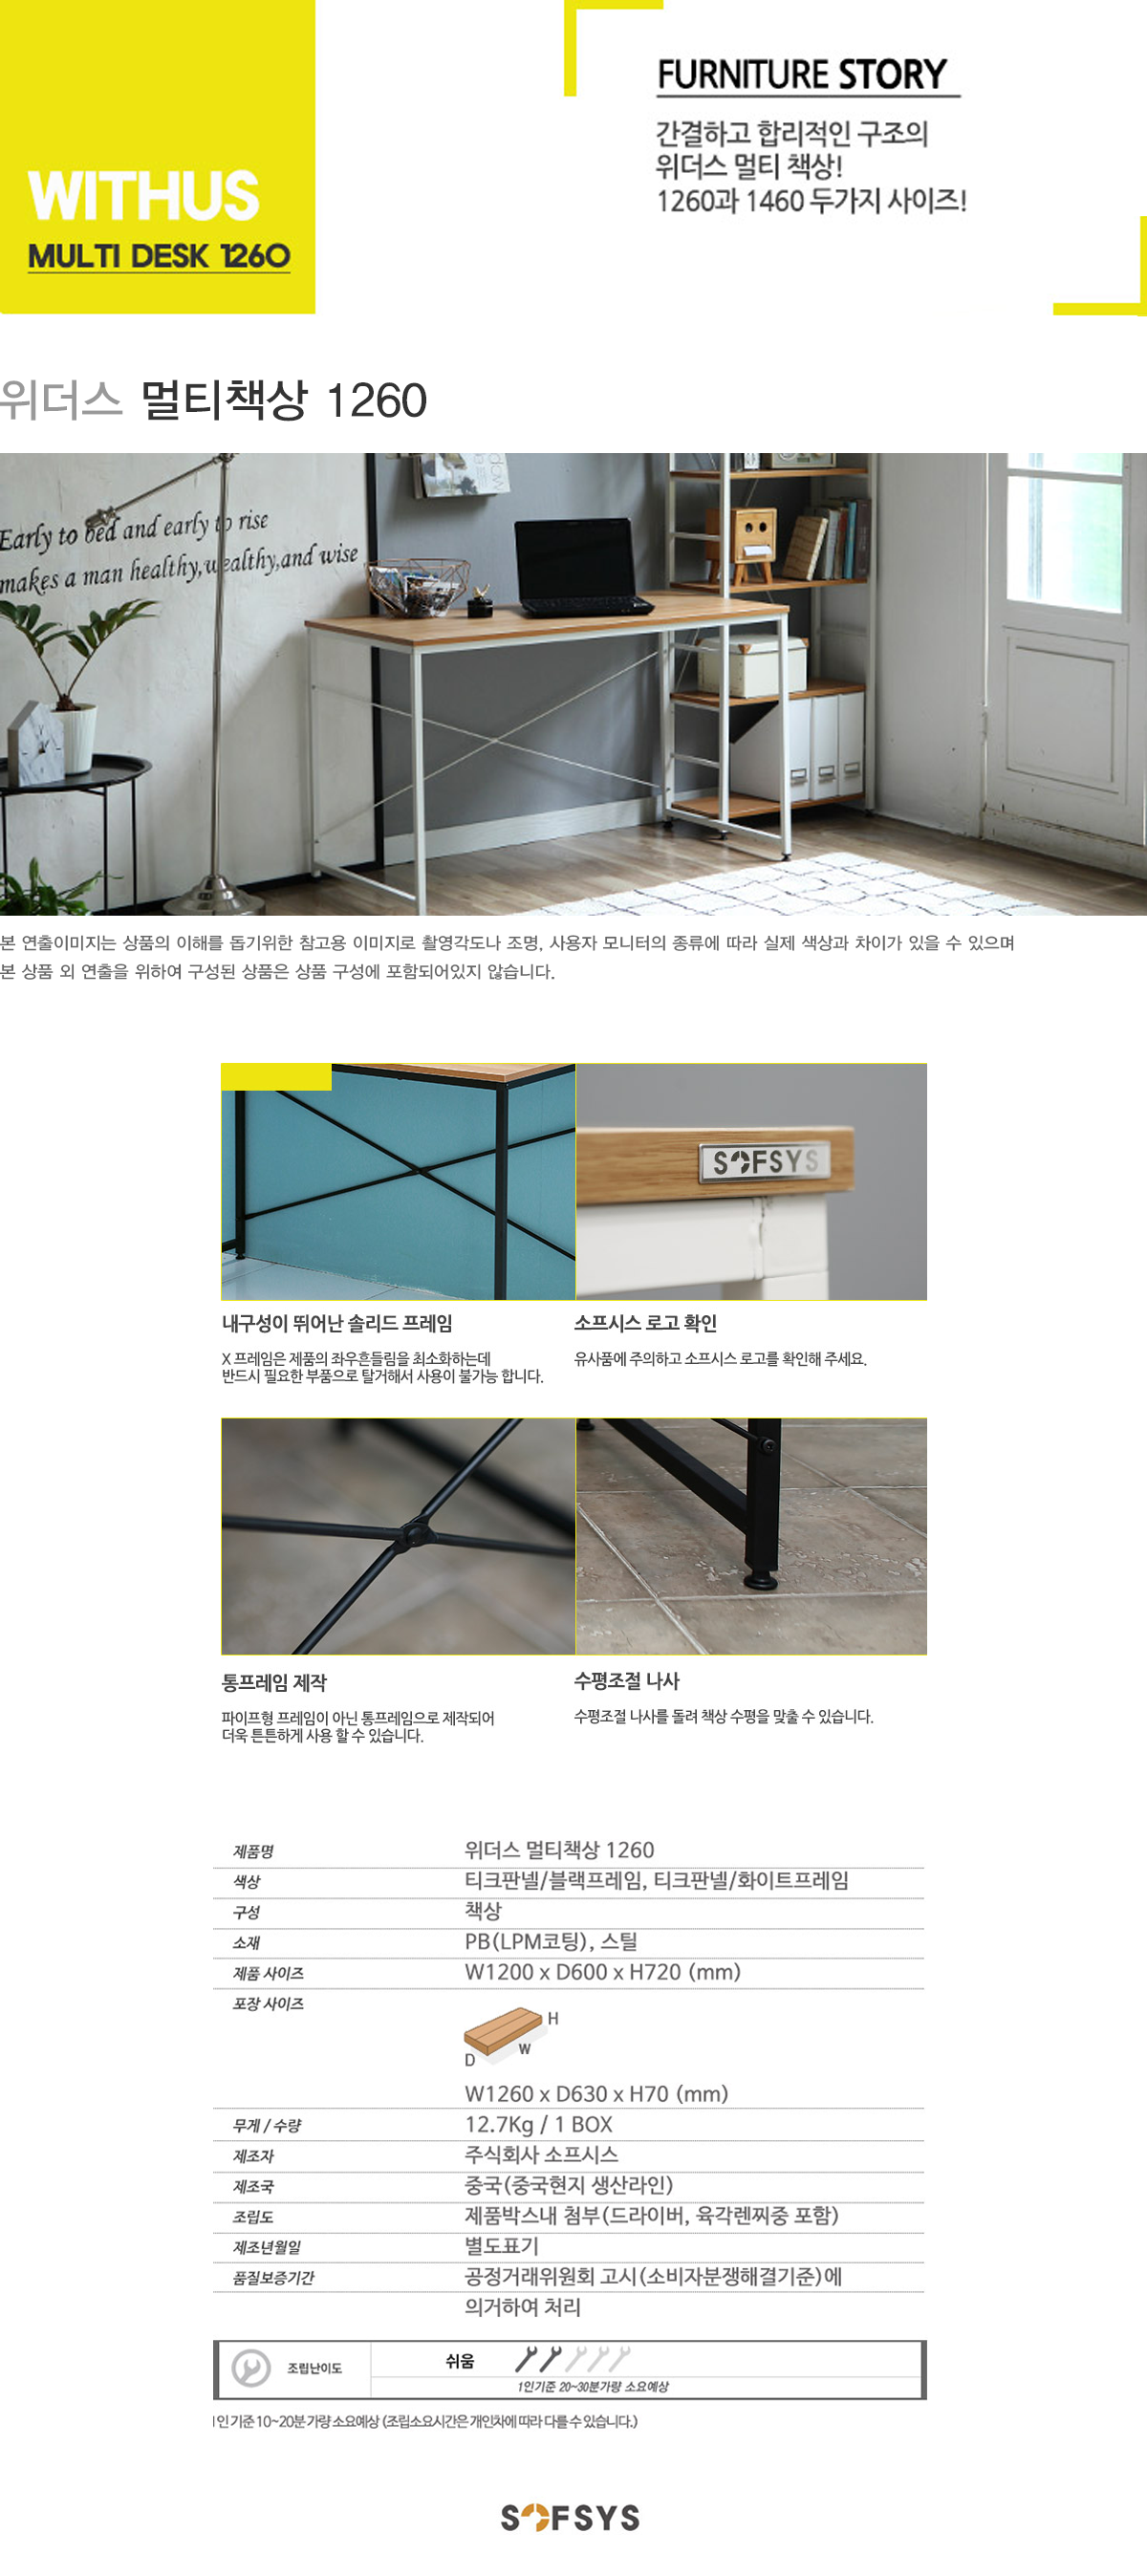 WITHUS
MULTI DESK 1260
FURNITURE STORY
간결하고 합리적인 구조의
위더스 멀티 책상!
1260과 1460 두가지 사이즈!
위더스 멀티책상 1260
Early to bed and early to rise
makes a man healthy,wealthy,and wise
본 연출이미지는 상품의 이해를 돕기위한 참고용 이미지로 촬영각도나 조명, 사용자 모니터의 종류에 따라 실제 색상과 차이가 있을 수 있으며
본 상품 외 연출을 위하여 구성된 상품은 상품 구성에 포함되어있지 않습니다.
SOFSYS
내구성이 뛰어난 솔리드 프레임
X 프레임은 제품의 좌우흔들림을 최소화하는데
반드시 필요한 부품으로 탈거해서 사용이 불가능 합니다.
소프시스 로고 확인
유사품에 주의하고 소프시스 로고를 확인해 주세요.
통프레임 제작
파이프형 프레임이 아닌 통프레임으로 제작되어
더욱 튼튼하게 사용 할 수 있습니다.
수평조절 나사
수평조절 나사를 돌려 책상 수평을 맞출 수 있습니다.
제품명 위더스 멀티책상 1260
색상 티크판넬/블랙프레임, 티크판넬/화이트프레임
구성 책상
소재 PB(LPM코팅), 스틸
제품 사이즈 W1200 x D600 x H720 (mm)
포장 사이즈
H
W
D
W1260 x D630 x H70 (mm)
무게 / 수량 12.7Kg / 1 BOX
제조자 주식회사 소프시스
제조국 중국(중국현지 생산라인)
조립도 제품박스내 첨부(드라이버, 육각렌찌중 포함)
제조년월일 별도표기
품질보증기간 공정거래위원회 고시(소비자분쟁해결기준)에
의거하여 처리
조립난이도 쉬움
1인기준 20~30분가량 소요예상
1인 기준 10~20분 가량 소요예상 (조립소요시간은 개인차에 따라 다를 수 있습니다.)
SOFSYS